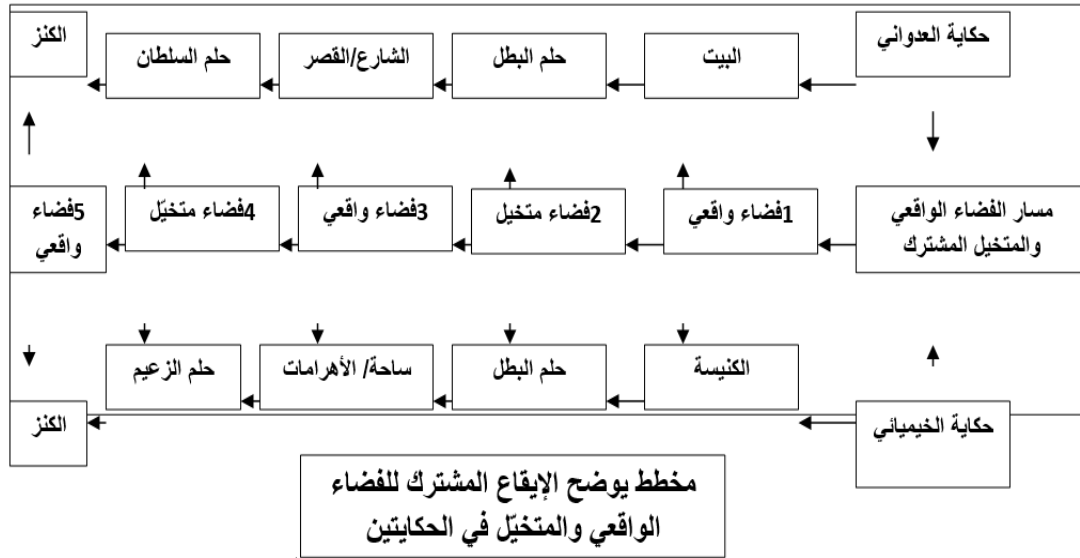 حكاية العدواني
البيت
حلم البطل
الشارع/القصر
حلم السلطان
الكنز
مسار الفضاء الواقعي
والمتخيل المشترك
1فضاء واقعي
2فضاء متخيل
3فضاء واقعي
4فضاء متخيّل
5فضاء
واقعي
حكاية الخيميائي
الكنيسة
حلم البطل
ساحة/ الأهرامات
حلم الزعيم
الكنز
مخطط يوضح الإيقاع المشترك للفضاء
الواقعي والمتخيّل في الحكايتين